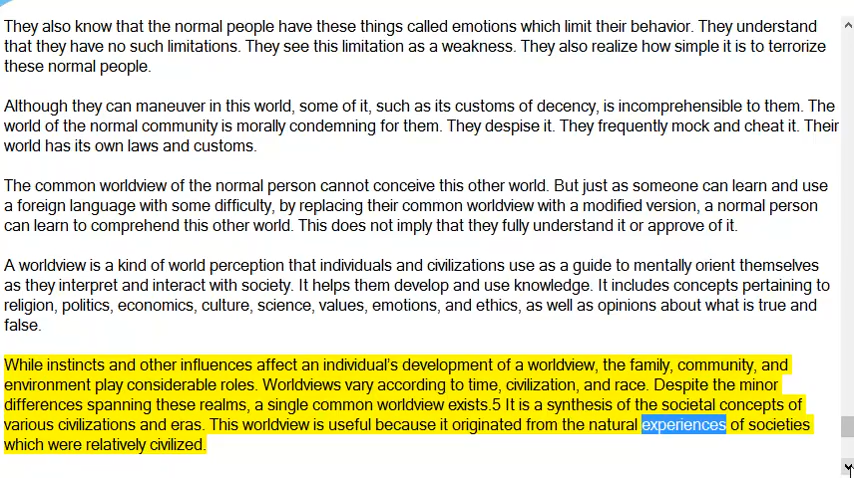 They also know that the normal people have these things called emotions which limit their behavior. They understand
that they have no such limitations. They see this limitation as a weakness. They also realize how simple it is to terrorize
these normal people.
Although they can maneuver in this world, some of it, such as its customs of decency, is incomprehensible to them. The
world of the normal community is morally condemning for them. They despise it. They frequently mock and cheat it. Their
world has its own laws and customs.
The common worldview of the normal person cannot conceive this other world. But just as someone can learn and use
a foreign language with some difficulty, by replacing their common worldview with a modified version, a normal person
can learn to comprehend this other world. This does not imply that they fully understand it or approve of it.
A worldview is a kind of world perception that individuals and civilizations use as a guide to mentally orient themselves
as they interpret and interact with society. It helps them develop and use knowledge. It includes concepts pertaining to
religion, politics, economics, culture, science, values, emotions, and ethics, as well as opinions about what is true and
false.
While instincts and other influences affect an individual's development of a worldview, the family, community, and
environment play considerable roles. Worldviews vary according to time, civilization, and race. Despite the minor
differences spanning these realms, a single common worldview exists.5 It is a synthesis of the societal concepts of
various civilizations and eras. This worldview is useful because it originated from the natural experiences of societies
which were relatively civilized.